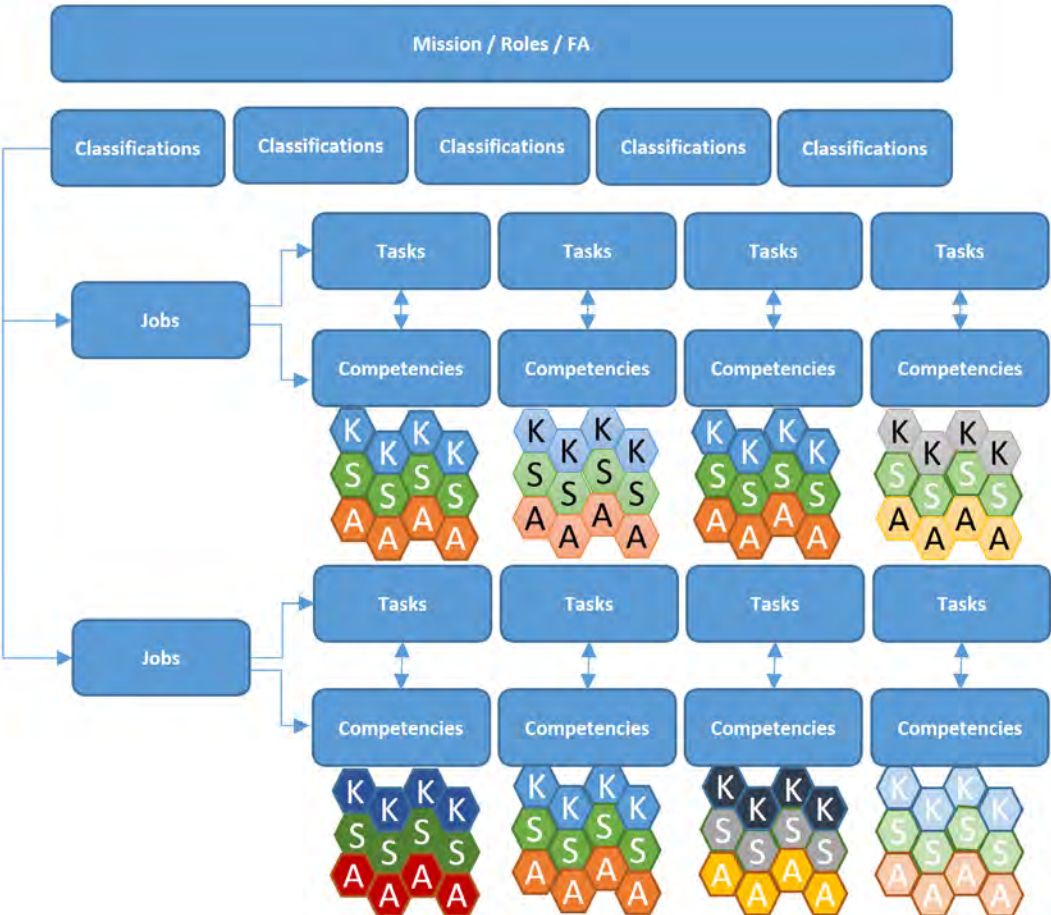 Mission / Roles / FA
Classifications Classifications Classifications Classifications Classifications
Tasks Tasks Tasks Tasks
Jobs
Competencies Competencies Competencies Competencies
K K K K K K K K K K K K K K K K
S S S S S S S S S S S S S S S S
A A A A A A A A A A A A A A A A
Tasks Tasks Tasks Tasks
Jobs
Competencies Competencies Competencies Competencies
K K K K K K K K K K K K K K K K
S S S S S S S S S S S S S S S S
A A A A A A A A A A A A A A A A